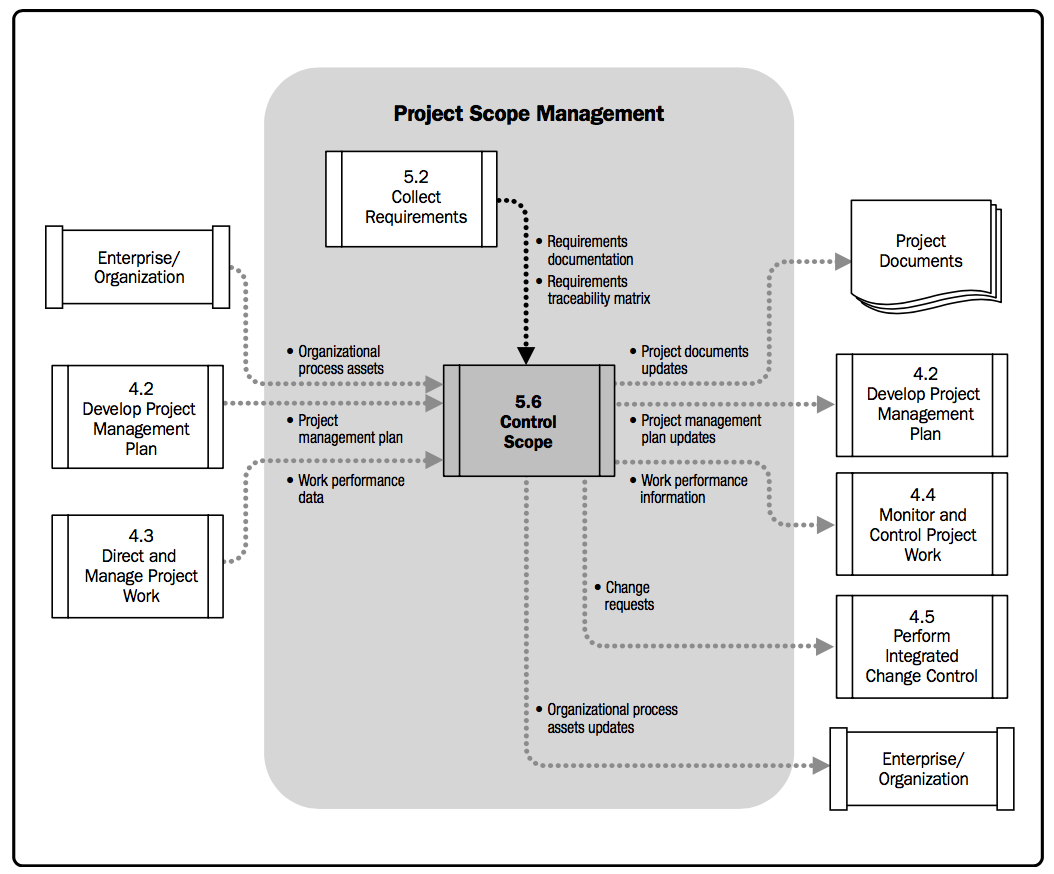 Project Scope Management
5.2
Collect
Requirements
• Requirements
documentation
• Requirements
traceability matrix
Enterprise/
Organization
• Organizational
process assets
4.2
Develop Project
Management
Plan
• Project
management plan
4.3
Direct and
Manage Project
Work
• Work performance
data
5.6
Control
Scope
• Project documents
updates
Project
Documents
• Project management
plan updates
4.2
Develop Project
Management
Plan
• Work performance
information
4.4
Monitor and
Control Project
Work
• Change
requests
4.5
Perform
Integrated
Change Control
• Organizational process
assets updates
Enterprise/
Organization